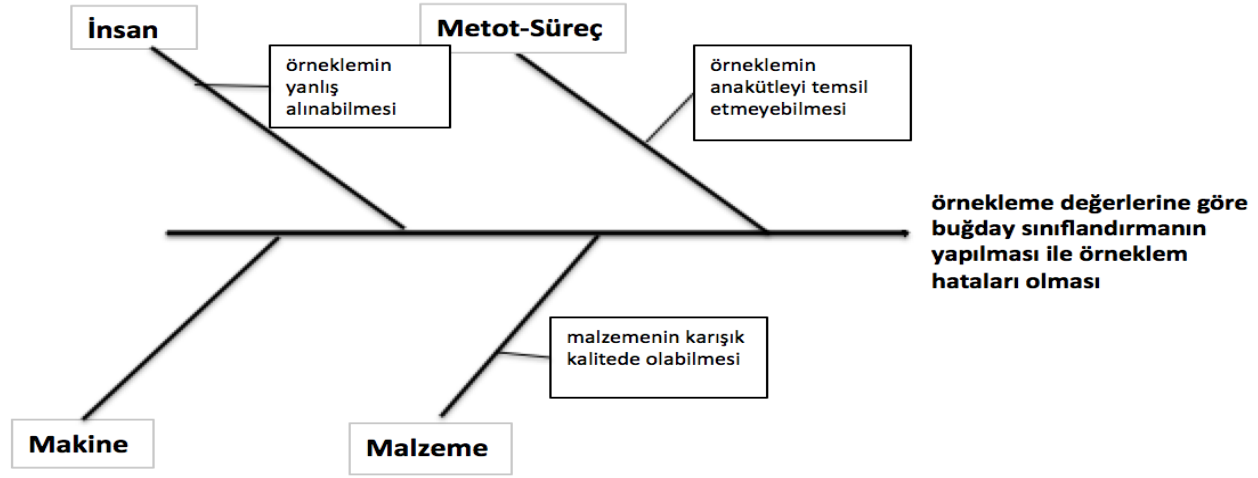 İnsan
Metot-Süreç
örneklemin
yanlış
alınabilmesi
örneklemin
anakütleyi temsil
etmeyebilmesi
örnekleme değerlerine göre
buğday sınıflandırmanın
yapılması ile örneklem
hataları olması
malzemenin karışık
kalitede olabilmesi
Makine
Malzeme